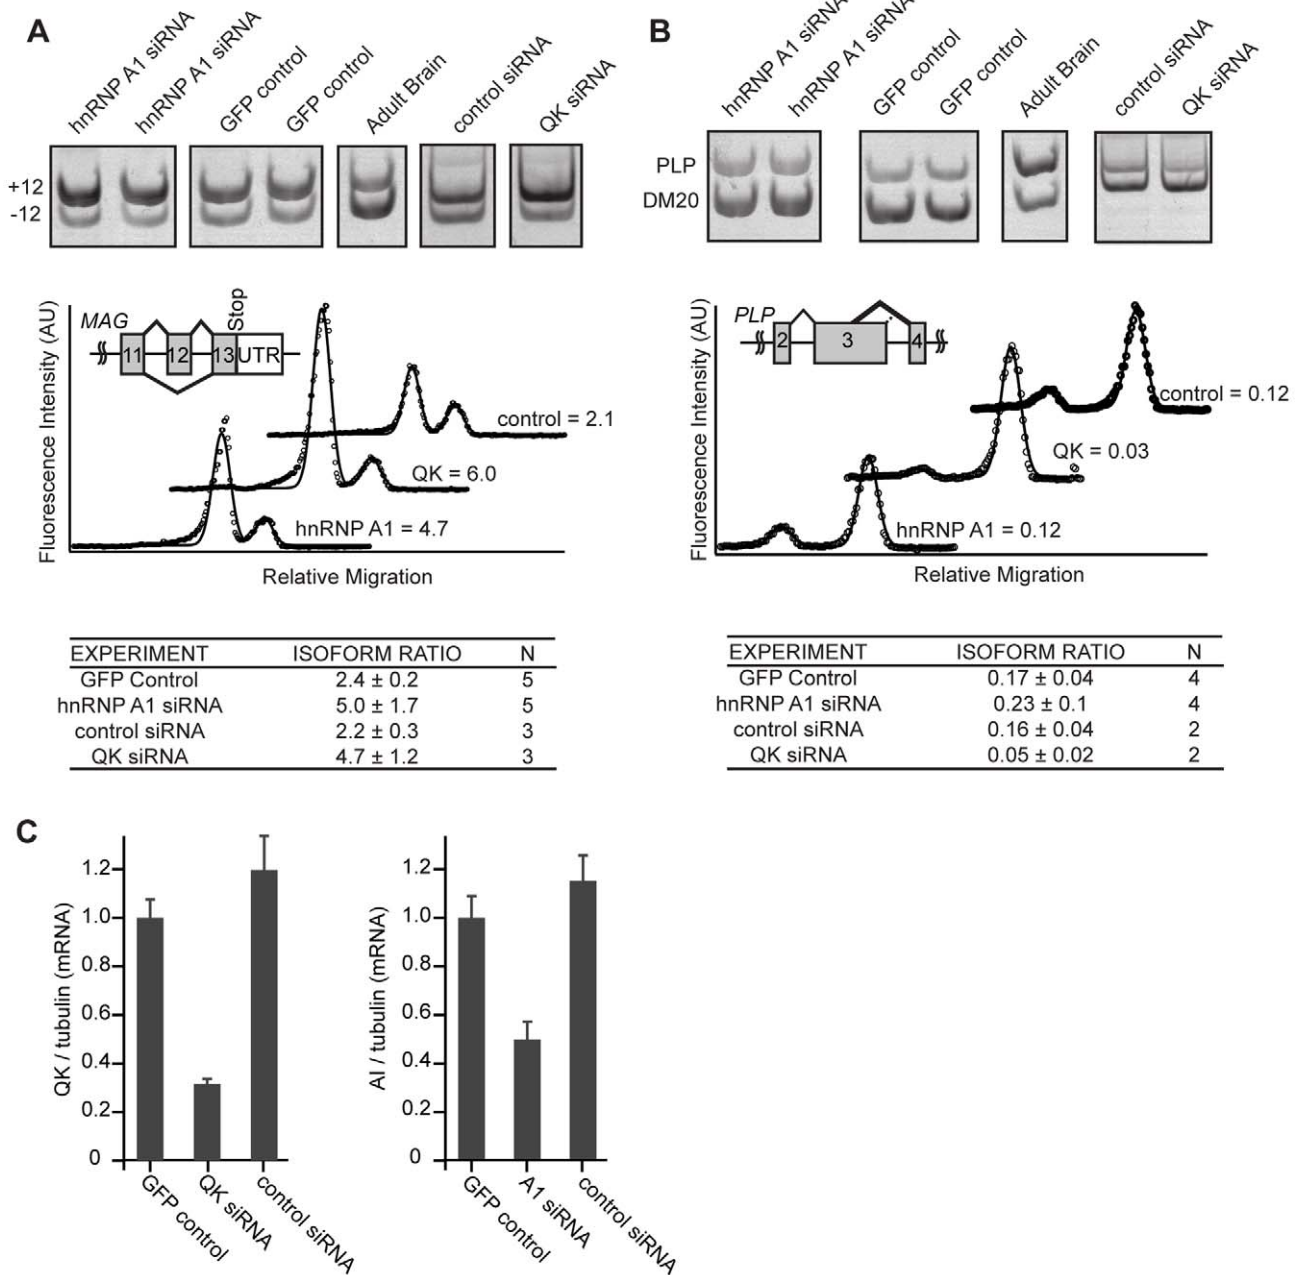 A
hnRNP A1 siRNA
hnRNP A1 siRNA
GFP control
GFP control
Adult Brain
control siRNA
QK siRNA
+12
-12
Fluorescence Intensity (AU)
MAG
11
12
13
UTR
Stop
control = 2.1
QK = 6.0
hnRNP A1 = 4.7
Relative Migration
EXPERIMENT ISOFORM RATIO N
GFP Control 2.4 ± 0.2 5
hnRNP A1 siRNA 5.0 ± 1.7 5
control siRNA 2.2 ± 0.3 3
QK siRNA 4.7 ± 1.2 3
B
hnRNP A1 siRNA
hnRNP A1 siRNA
GFP control
GFP control
Adult Brain
control siRNA
QK siRNA
PLP
DM20
Fluorescence Intensity (AU)
PLP
2
3
4
control = 0.12
QK = 0.03
hnRNP A1 = 0.12
Relative Migration
EXPERIMENT ISOFORM RATIO N
GFP Control 0.17 ± 0.04 4
hnRNP A1 siRNA 0.23 ± 0.1 4
control siRNA 0.16 ± 0.04 2
QK siRNA 0.05 ± 0.02 2
C
QK / tubulin (mRNA)
1.2
1.0
0.8
0.6
0.4
0.2
0
GFP control
QK siRNA
control siRNA
AI / tubulin (mRNA)
1.2
1.0
0.8
0.6
0.4
0.2
0
GFP control
A1 siRNA
control siRNA